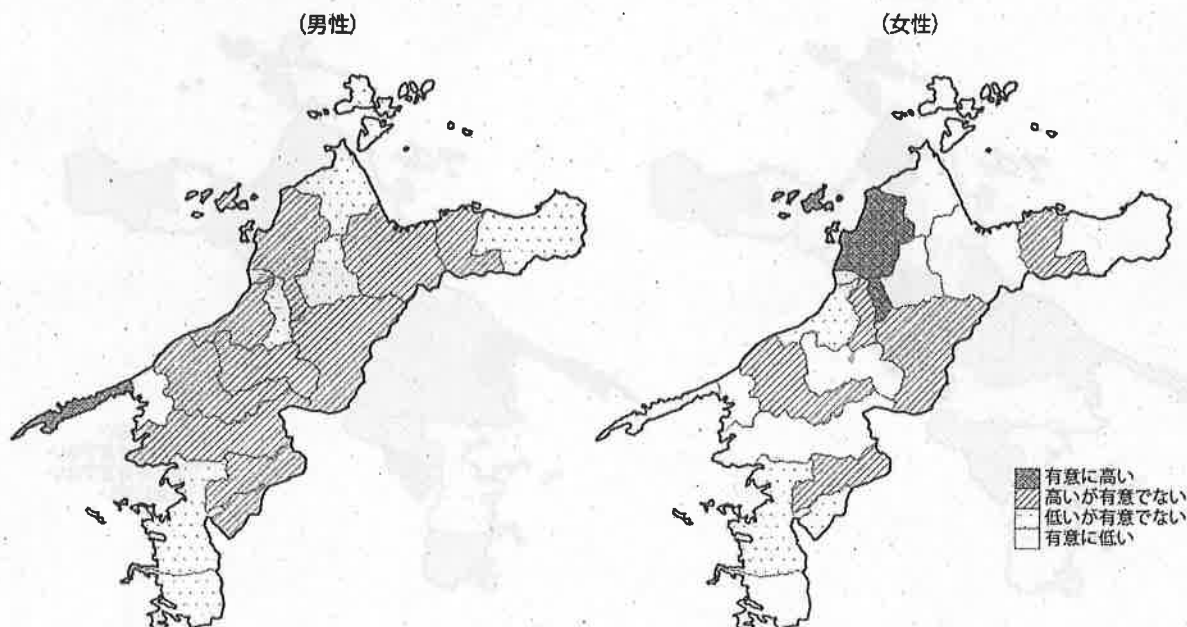 (男性)
(女性)
有意に高い
高いが有意でない
低いが有意でない
有意に低い